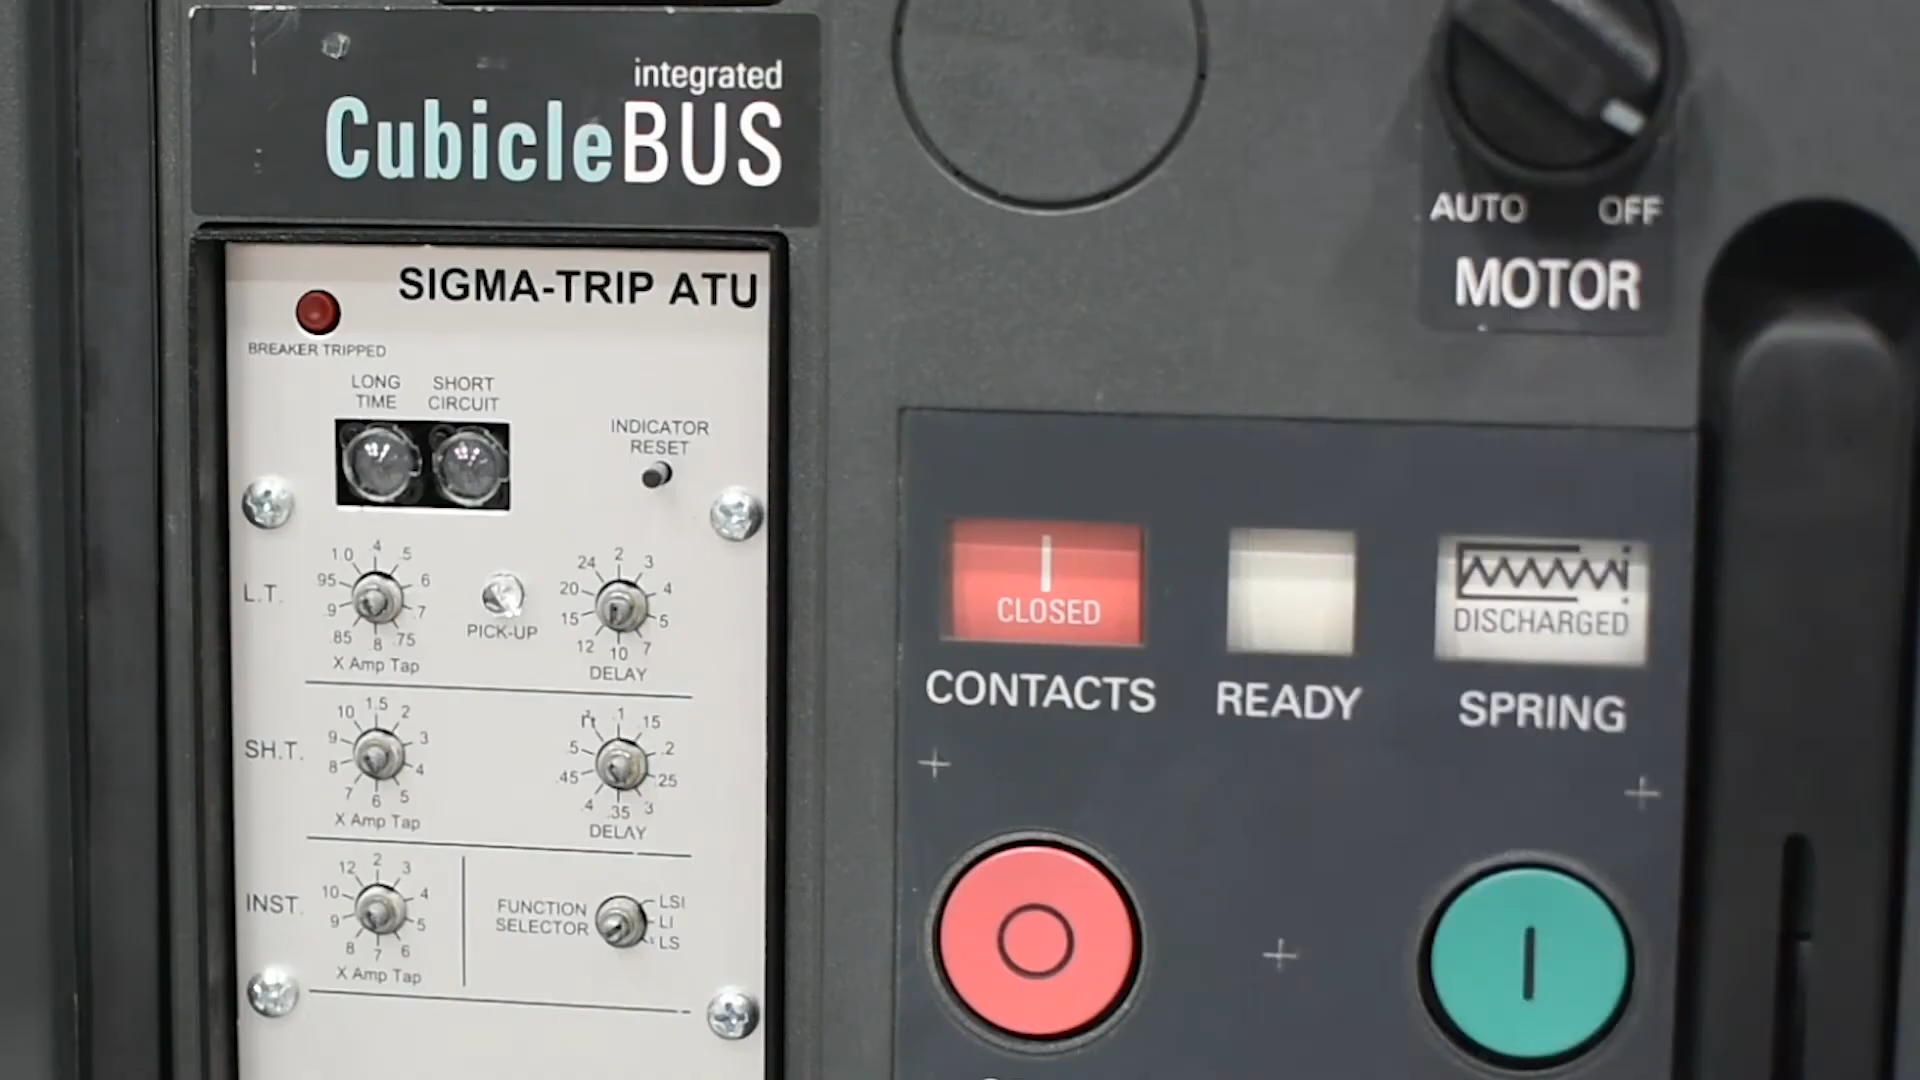 integrated
CubicleBUS
AUTO OFF
MOTOR
SIGMA-TRIP ATU
BREAKER TRIPPED
LONG TIME
SHORT CIRCUIT
INDICATOR RESET
L.T.
.4 .5 .6 .7 .75 .8 .85 .9 .95 1.0
X Amp Tap
PICK-UP
2 3 4 5 7 10 12 15 20 24
DELAY
SH.T.
1.5 2 3 4 5 6 7 8 9 10
X Amp Tap
.1 .15 .2 .25 .3 .35 .4 .45 .5
DELAY
INST.
2 3 4 5 6 7 8 9 10 12
X Amp Tap
FUNCTION SELECTOR
LSI
LI
LS
I
CLOSED
CONTACTS
READY
DISCHARGED
SPRING
O
I